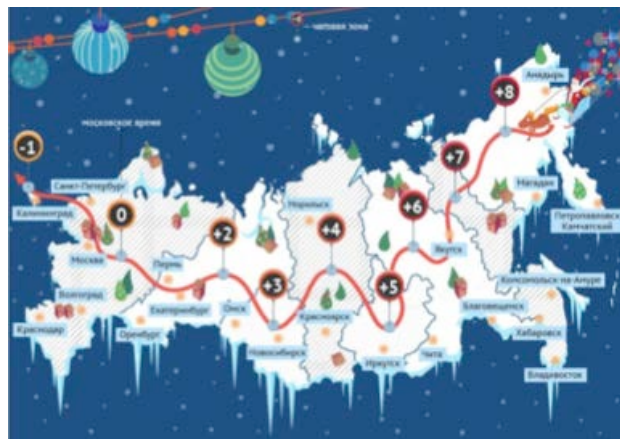 часовая зона
Анадырь
+8
московское время
-1
+7
Санкт-Петербург
Магадан
Калининград
Норильск
0
+4
Петропавловск
Камчатский
+6
+2
Якутск
Москва
Пермь
Комсомольск-на-Амуре
+3
+5
Волгоград
Екатеринбург
Омск
Благовещенск
Красноярск
Краснодар
Оренбург
Хабаровск
Новосибирск
Чита
Иркутск
Владивосток